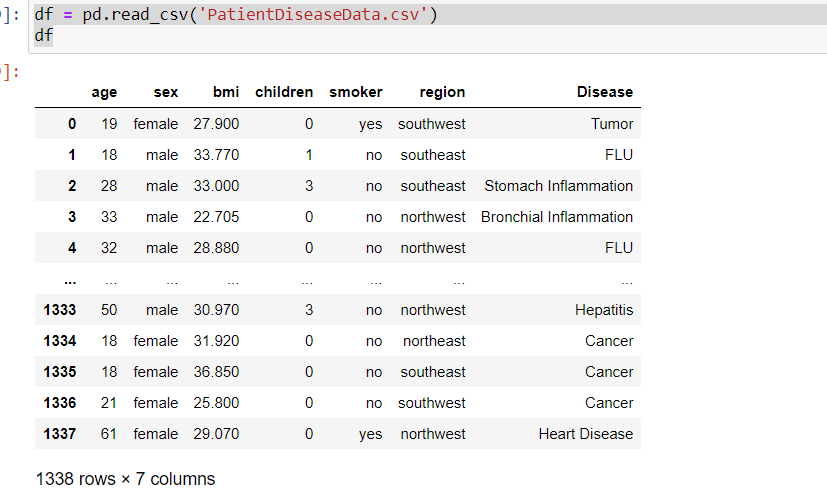 ]: df = pd.read_csv('PatientDiseaseData.csv')
df
]:
age sex bmi children smoker region Disease
0 19 female 27.900 0 yes southwest Tumor
1 18 male 33.770 1 no southeast FLU
2 28 male 33.000 3 no southeast Stomach Inflammation
3 33 male 22.705 0 no northwest Bronchial Inflammation
4 32 male 28.880 0 no northwest FLU
... ... ... ... ... ... ... ...
1333 50 male 30.970 3 no northwest Hepatitis
1334 18 female 31.920 0 no northeast Cancer
1335 18 female 36.850 0 no southeast Cancer
1336 21 female 25.800 0 no southwest Cancer
1337 61 female 29.070 0 yes northwest Heart Disease
1338 rows × 7 columns